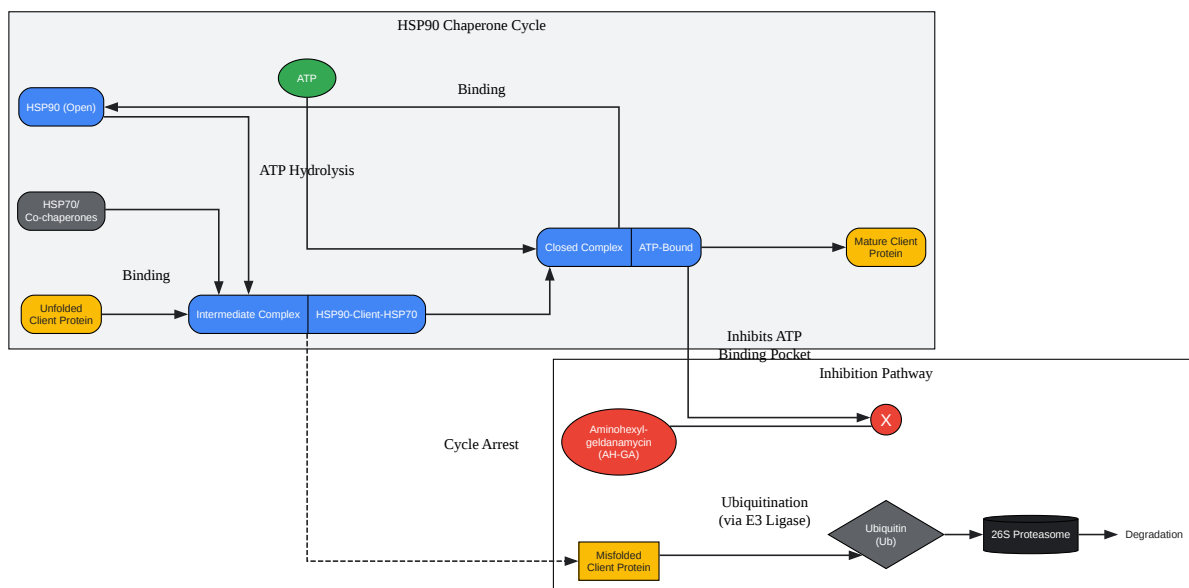 HSP90 Chaperone Cycle
ATP
Binding
HSP90 (Open)
ATP Hydrolysis
HSP70/
Co-chaperones
Closed Complex
ATP-Bound
Mature Client
Protein
Binding
Unfolded
Client Protein
Intermediate Complex
HSP90-Client-HSP70
Inhibits ATP
Binding Pocket
Inhibition Pathway
Aminohexyl-
geldanamycin
(AH-GA)
X
Cycle Arrest
Ubiquitination
(via E3 Ligase)
Ubiquitin
(Ub)
26S Proteasome
Degradation
Misfolded
Client Protein